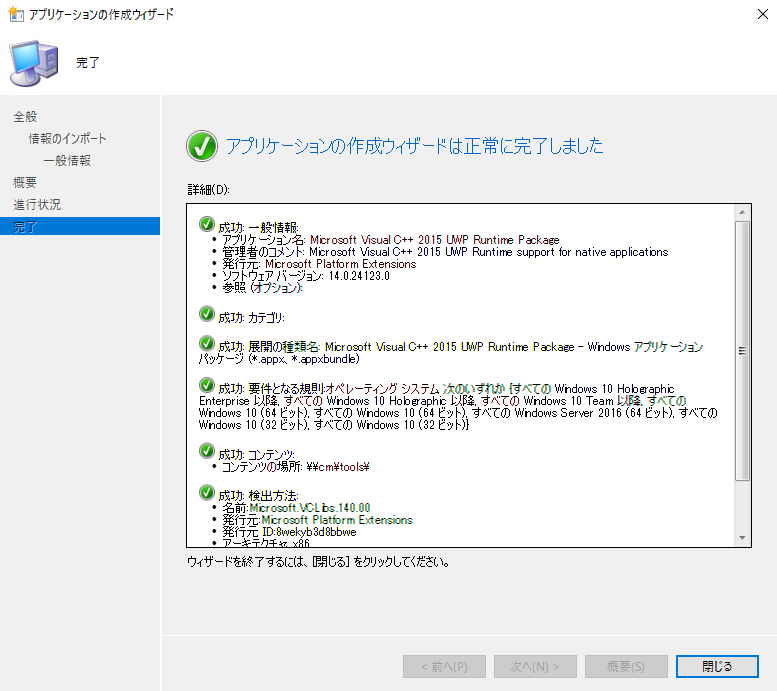 アプリケーションの作成ウィザード
完了
全般
情報のインポート
一般情報
概要
進行状況
完了
アプリケーションの作成ウィザードは正常に完了しました
詳細(D):
成功: 一般情報:
• アプリケーション名: Microsoft Visual C++ 2015 UWP Runtime Package
• 管理者のコメント: Microsoft Visual C++ 2015 UWP Runtime support for native applications
• 発行元: Microsoft Platform Extensions
• ソフトウェア バージョン: 14.0.24123.0
• 参照 (オプション):
成功: カテゴリ:
成功: 展開の種類名: Microsoft Visual C++ 2015 UWP Runtime Package - Windows アプリケーション
パッケージ (*.appx、*.appxbundle)
成功: 要件となる規則:オペレーティング システム 次のいずれか {すべての Windows 10 Holographic
Enterprise 以降, すべての Windows 10 Holographic 以降, すべての Windows 10 Team 以降, すべての
Windows 10 (64 ビット), すべての Windows 10 (64 ビット), すべての Windows Server 2016 (64 ビット), すべての
Windows 10 (32 ビット), すべての Windows 10 (32 ビット)}
成功: コンテンツ:
• コンテンツの場所: \\cm\tools\
成功: 検出方法:
• 名前:Microsoft.VCLibs.140.00
• 発行元:Microsoft Platform Extensions
• 発行元 ID:8wekyb3d8bbwe
• アーキテクチャ x86
ウィザードを終了するには、[閉じる] をクリックしてください。
< 前へ(P)
次へ(N) >
概要(S)
閉じる